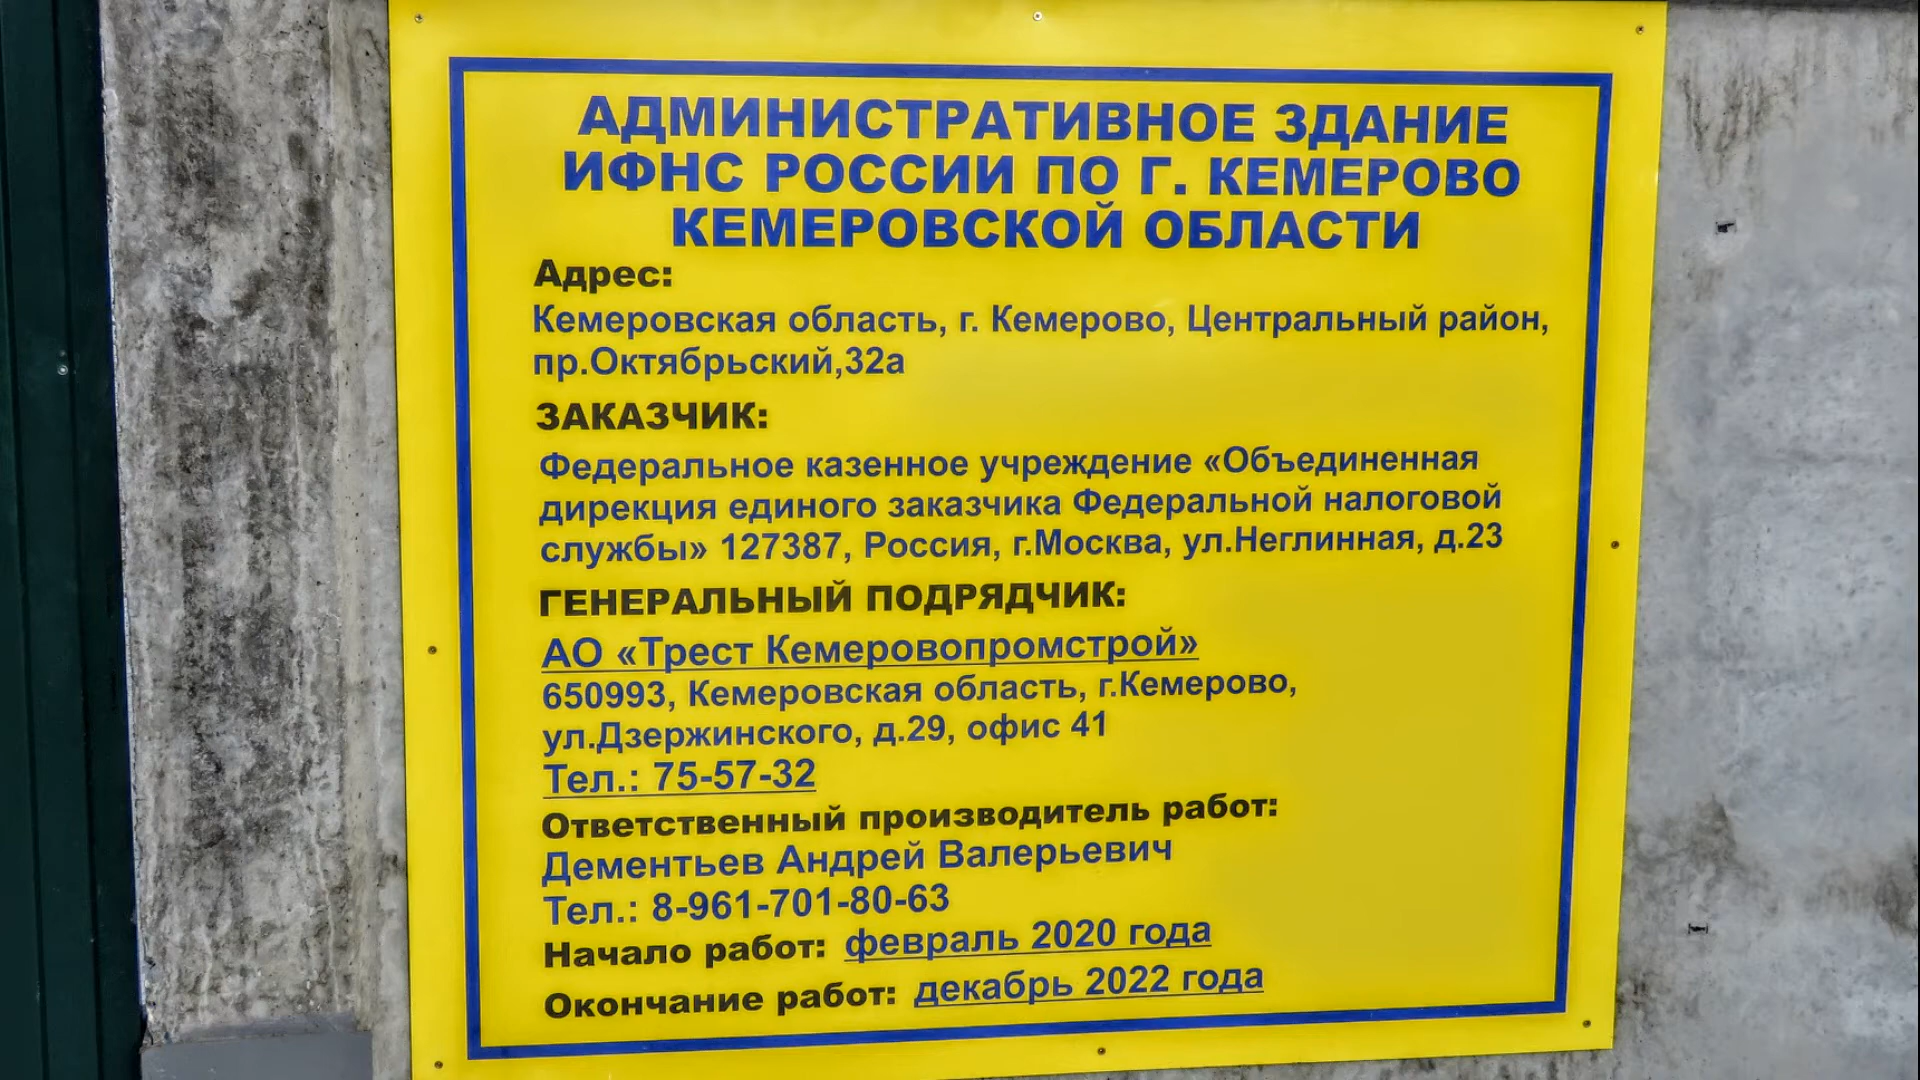 АДМИНИСТРАТИВНОЕ ЗДАНИЕ
ИФНС РОССИИ ПО Г. КЕМЕРОВО
КЕМЕРОВСКОЙ ОБЛАСТИ
Адрес:
Кемеровская область, г. Кемерово, Центральный район,
пр.Октябрьский,32а
ЗАКАЗЧИК:
Федеральное казенное учреждение «Объединенная
дирекция единого заказчика Федеральной налоговой
службы» 127387, Россия, г.Москва, ул.Неглинная, д.23
ГЕНЕРАЛЬНЫЙ ПОДРЯДЧИК:
АО «Трест Кемеровопромстрой»
650993, Кемеровская область, г.Кемерово,
ул.Дзержинского, д.29, офис 41
Тел.: 75-57-32
Ответственный производитель работ:
Дементьев Андрей Валерьевич
Тел.: 8-961-701-80-63
Начало работ: февраль 2020 года
Окончание работ: декабрь 2022 года